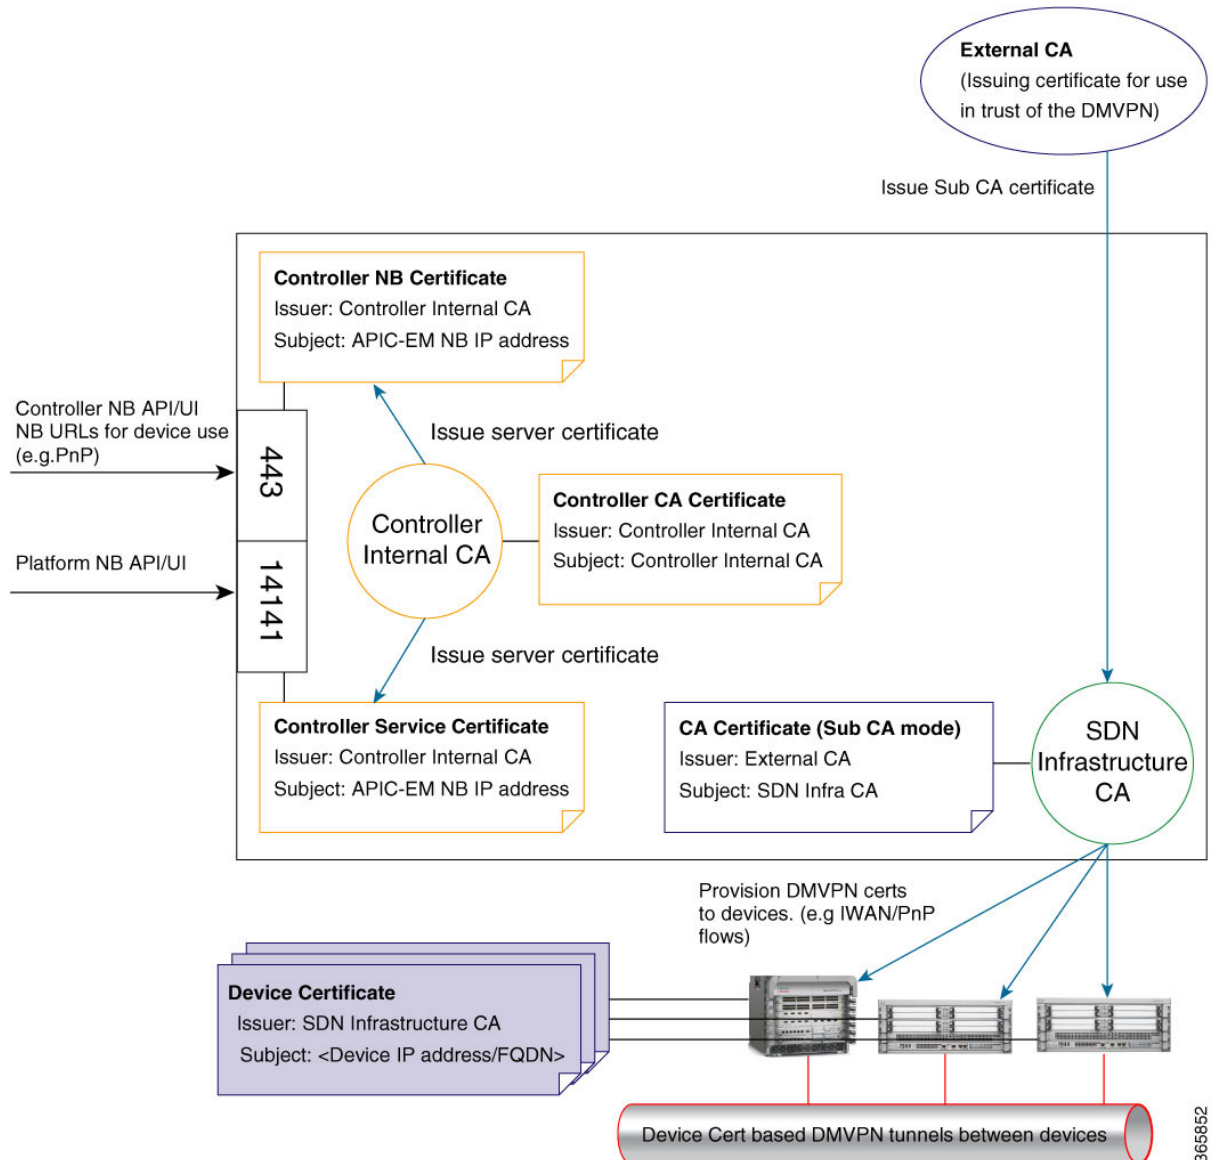 External CA
(Issuing certificate for use
in trust of the DMVPN)
Issue Sub CA certificate
Controller NB Certificate
Issuer: Controller Internal CA
Subject: APIC-EM NB IP address
Controller NB API/UI
NB URLs for device use
(e.g.PnP)
443
Issue server certificate
Controller
Internal CA
Controller CA Certificate
Issuer: Controller Internal CA
Subject: Controller Internal CA
Platform NB API/UI
14141
Issue server certificate
Controller Service Certificate
Issuer: Controller Internal CA
Subject: APIC-EM NB IP address
CA Certificate (Sub CA mode)
Issuer: External CA
Subject: SDN Infra CA
SDN
Infrastructure
CA
Provision DMVPN certs
to devices. (e.g IWAN/PnP
flows)
Device Certificate
Issuer: SDN Infrastructure CA
Subject: <Device IP address/FQDN>
Device Cert based DMVPN tunnels between devices
365852